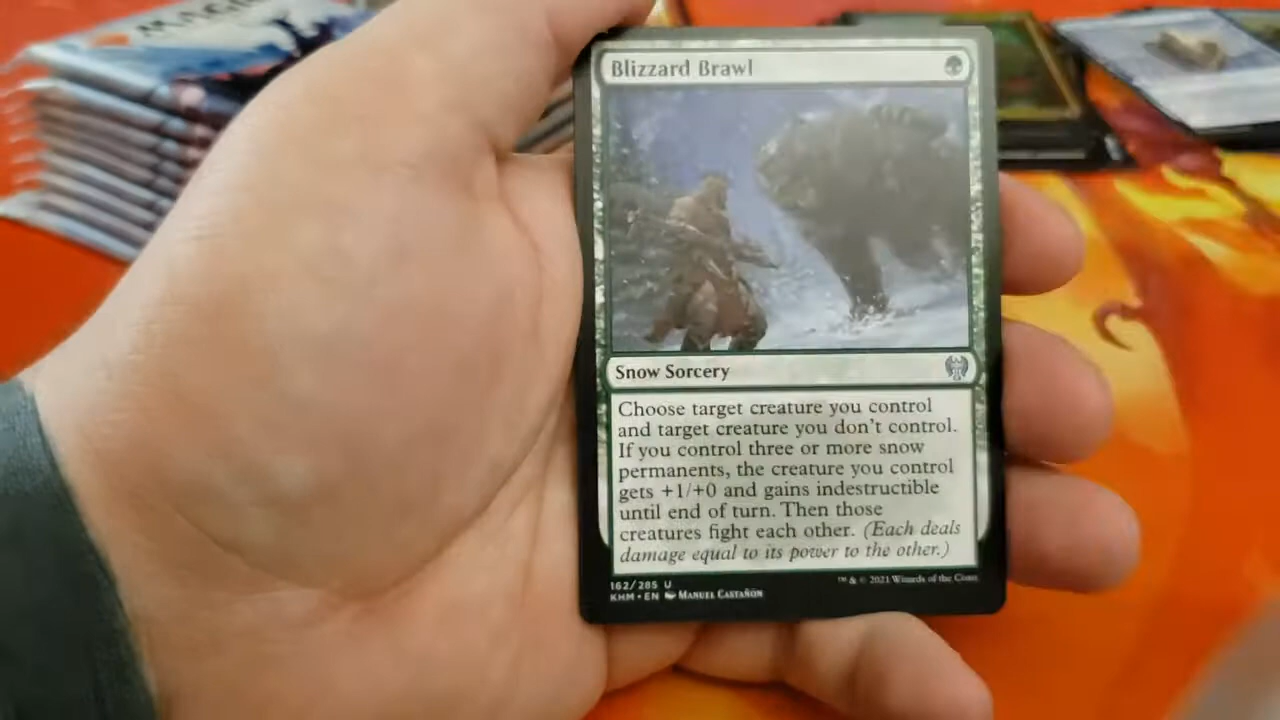 MAGIC
Blizzard Brawl
Snow Sorcery
Choose target creature you control
and target creature you don't control.
If you control three or more snow
permanents, the creature you control
gets +1/+0 and gains indestructible
until end of turn. Then those
creatures fight each other. (Each deals
damage equal to its power to the other.)
162/285 U
KHM • EN MANUEL CASTAÑÓN
™ & © 2021 Wizards of the Coast